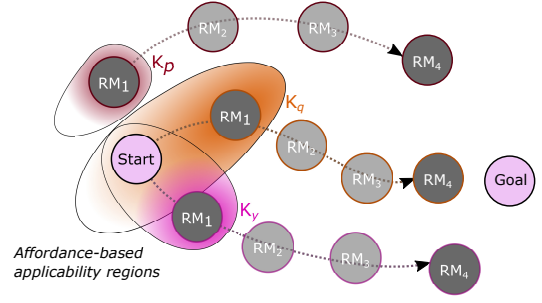 RM2
RM3
RM1
Kp
RM4
RM1
Kq
RM2
Start
RM3
RM4
Goal
RM1
Ky
RM2
RM3
RM4
Affordance-based
applicability regions